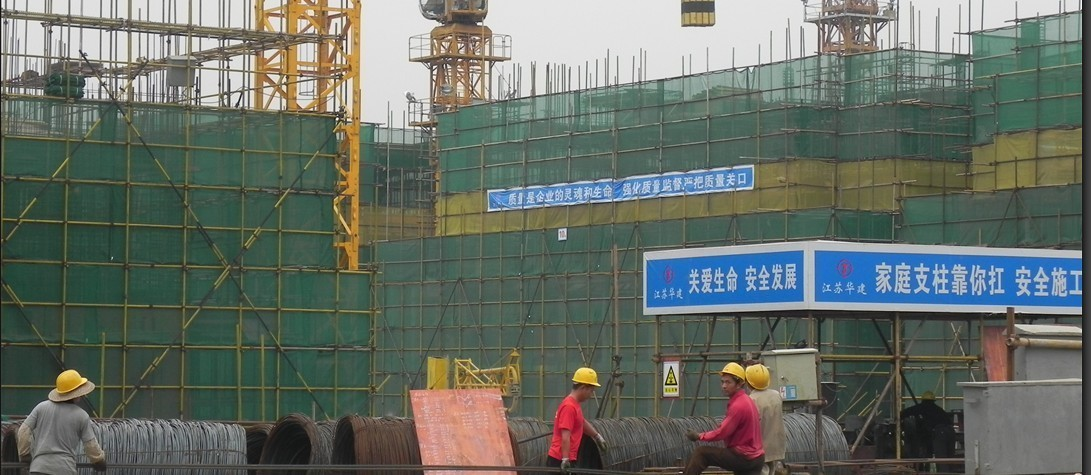 质量是企业的灵魂和生命 强化质量监督严把质量关口
江苏华建 关爱生命 安全发展
江苏华建 家庭支柱靠你扛 安全施工